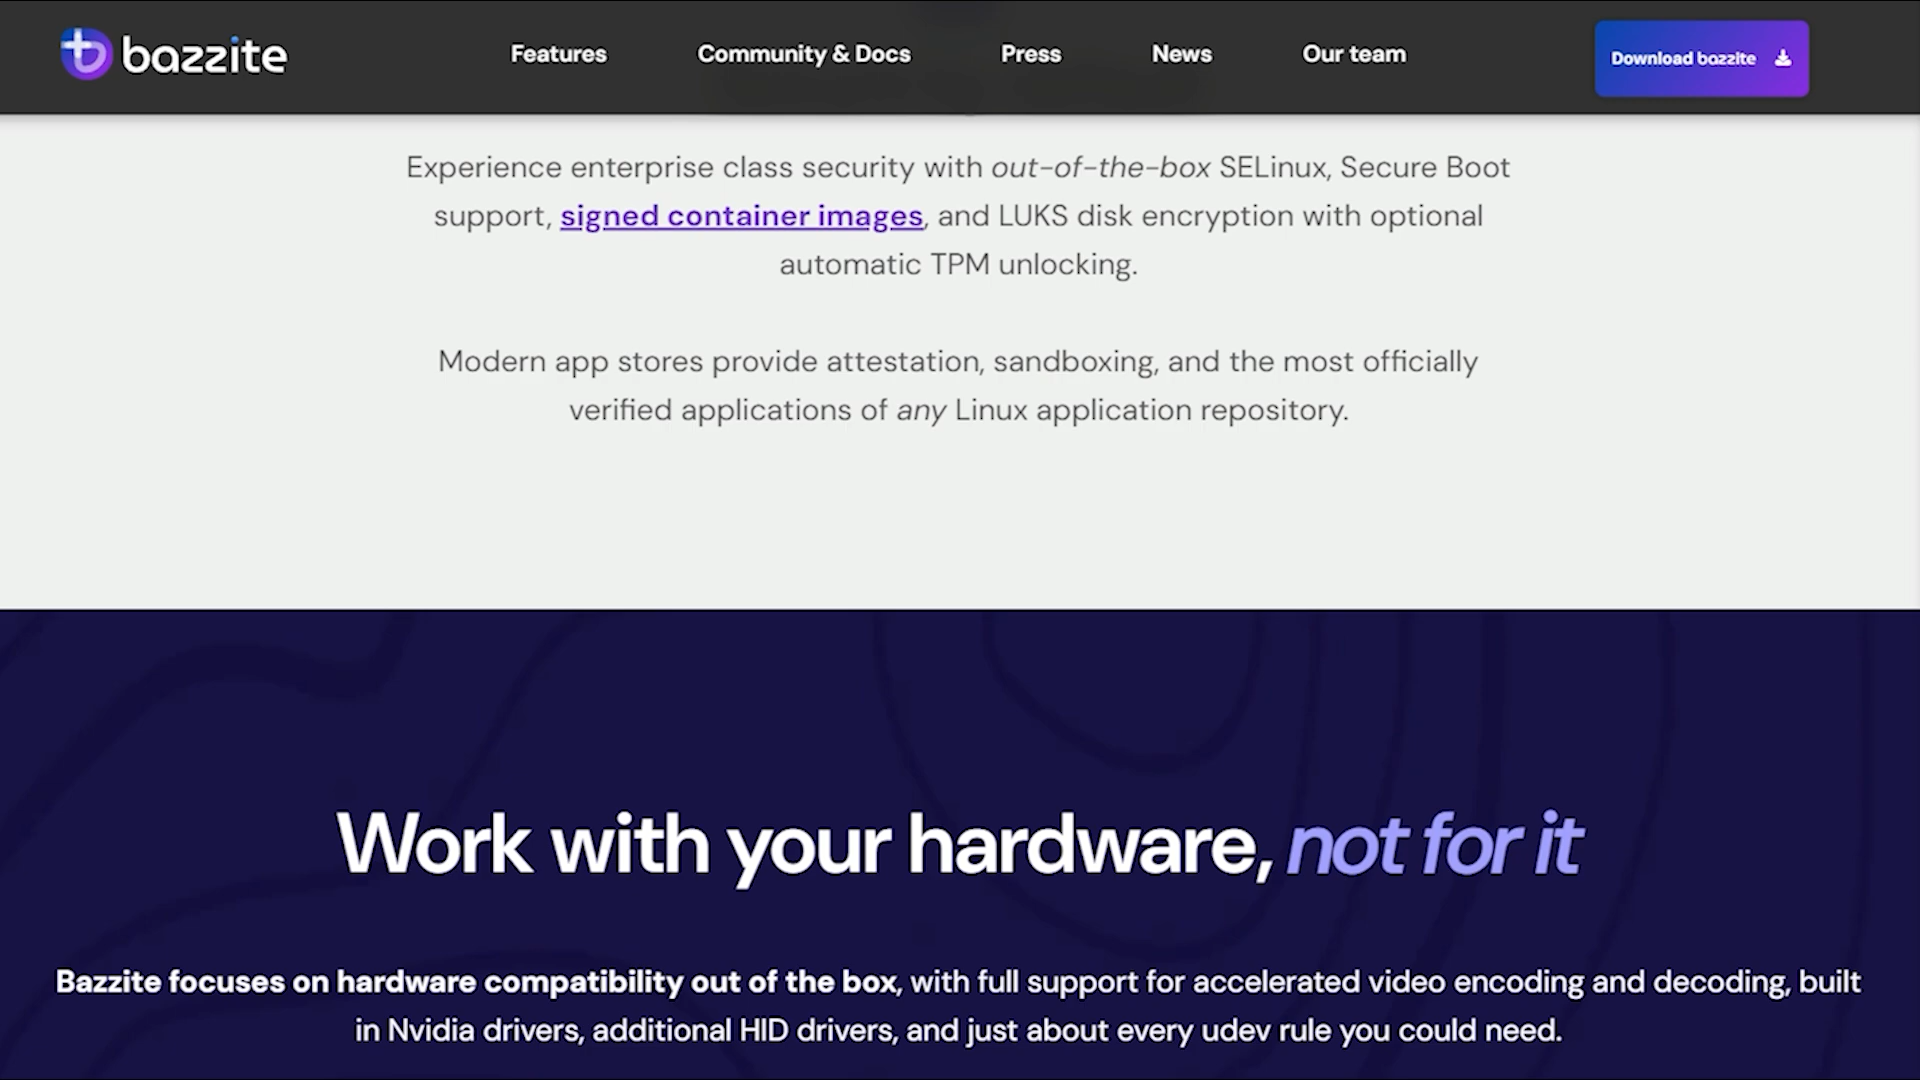 bazzite
Features
Community & Docs
Press
News
Our team
Download bazzite
Experience enterprise class security with out-of-the-box SELinux, Secure Boot
support, signed container images, and LUKS disk encryption with optional
automatic TPM unlocking.
Modern app stores provide attestation, sandboxing, and the most officially
verified applications of any Linux application repository.
Work with your hardware, not for it
Bazzite focuses on hardware compatibility out of the box, with full support for accelerated video encoding and decoding, built
in Nvidia drivers, additional HID drivers, and just about every udev rule you could need.